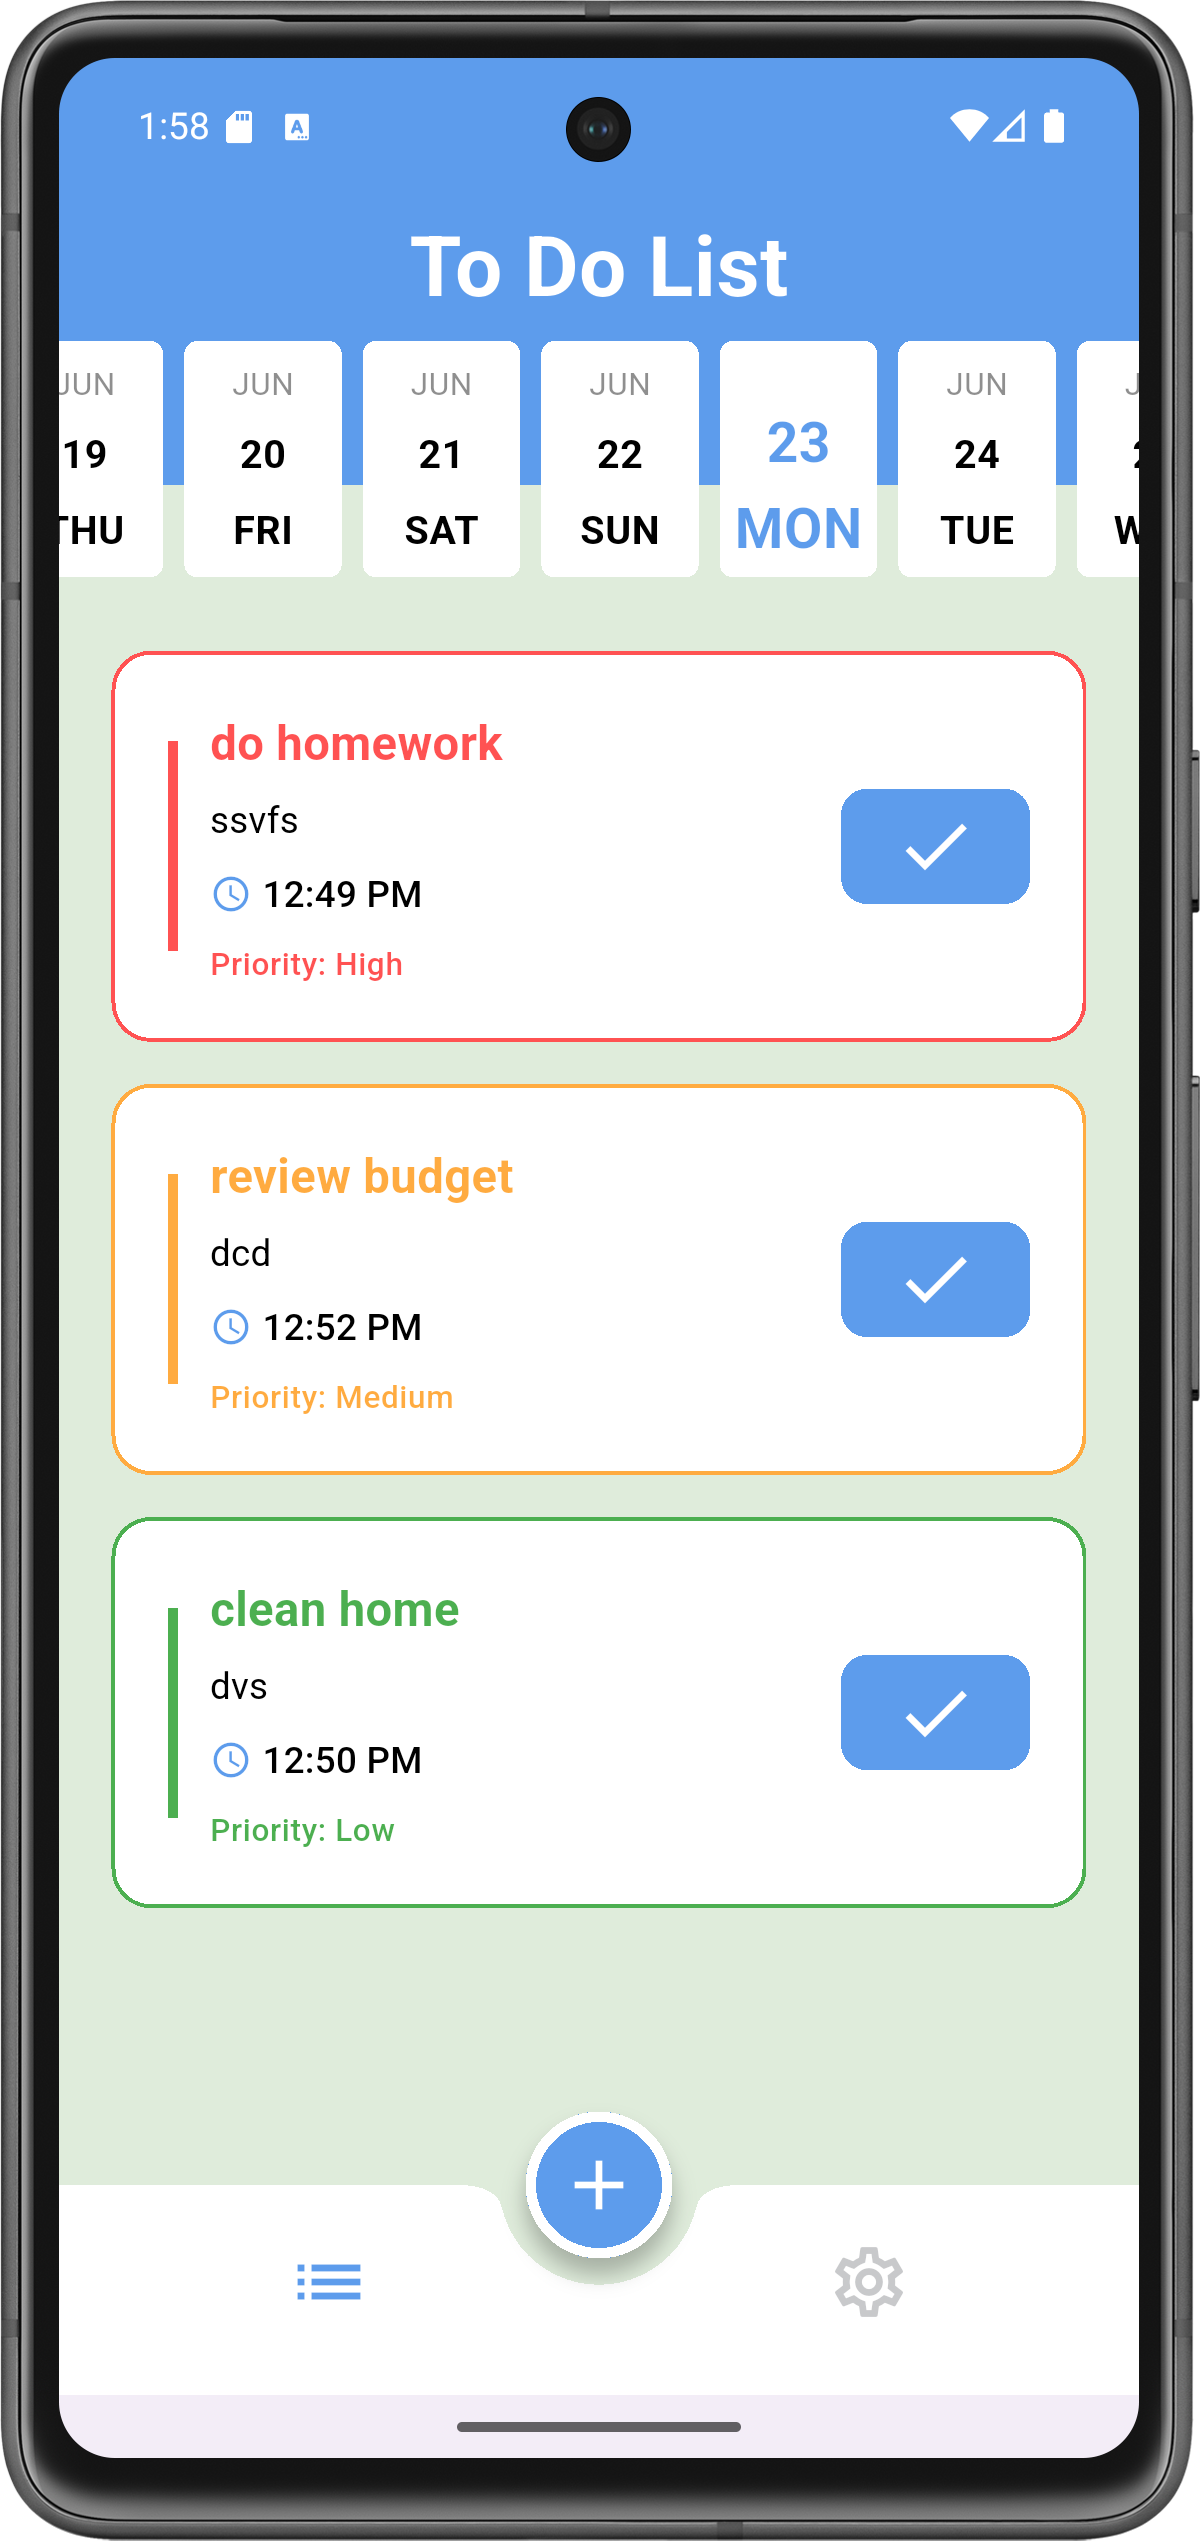 1:58
To Do List
JUN JUN JUN JUN JUN
19 20 21 22 23 24
THU FRI SAT SUN MON TUE
do homework
ssvfs
12:49 PM
Priority: High
review budget
dcd
12:52 PM
Priority: Medium
clean home
dvs
12:50 PM
Priority: Low